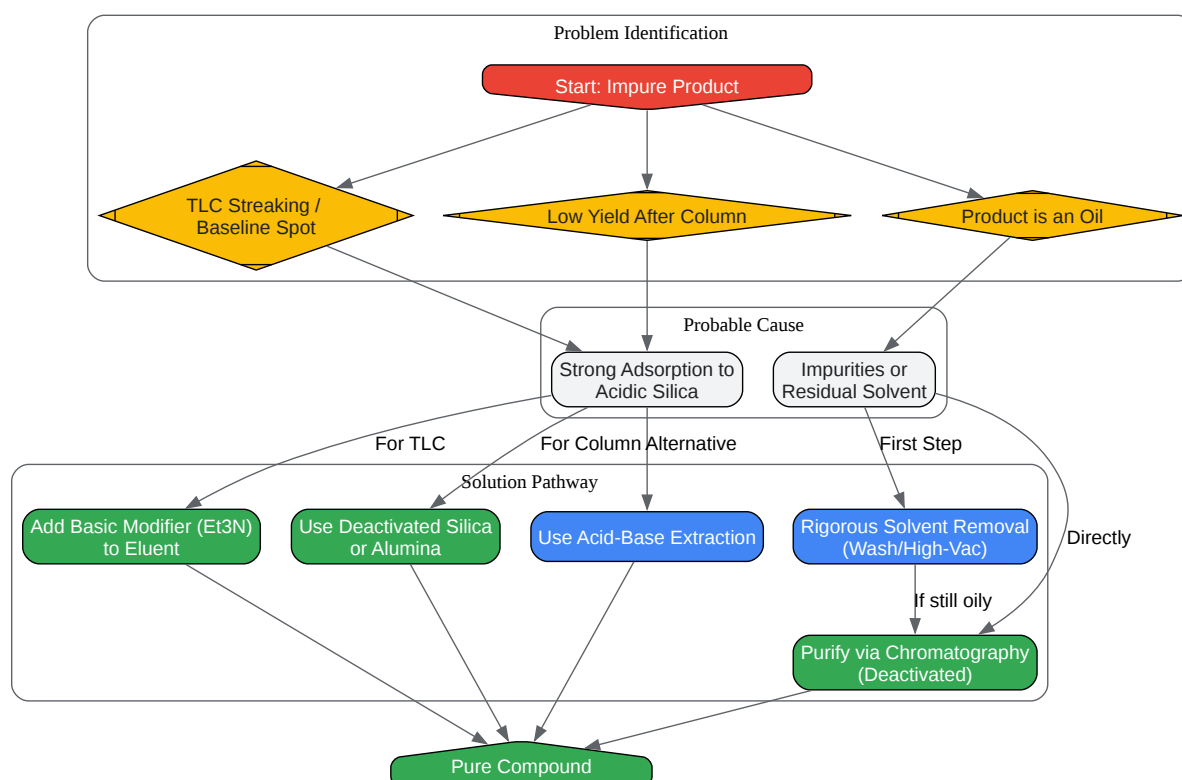 Problem Identification
Start: Impure Product
TLC Streaking /
Baseline Spot
Low Yield After Column
Product is an Oil
Probable Cause
Strong Adsorption to
Acidic Silica
Impurities or
Residual Solvent
For TLC
For Column Alternative
First Step
Solution Pathway
Add Basic Modifier (Et3N)
to Eluent
Use Deactivated Silica
or Alumina
Use Acid-Base Extraction
Rigorous Solvent Removal
(Wash/High-Vac)
Directly
If still oily
Purify via Chromatography
(Deactivated)
Pure Compound